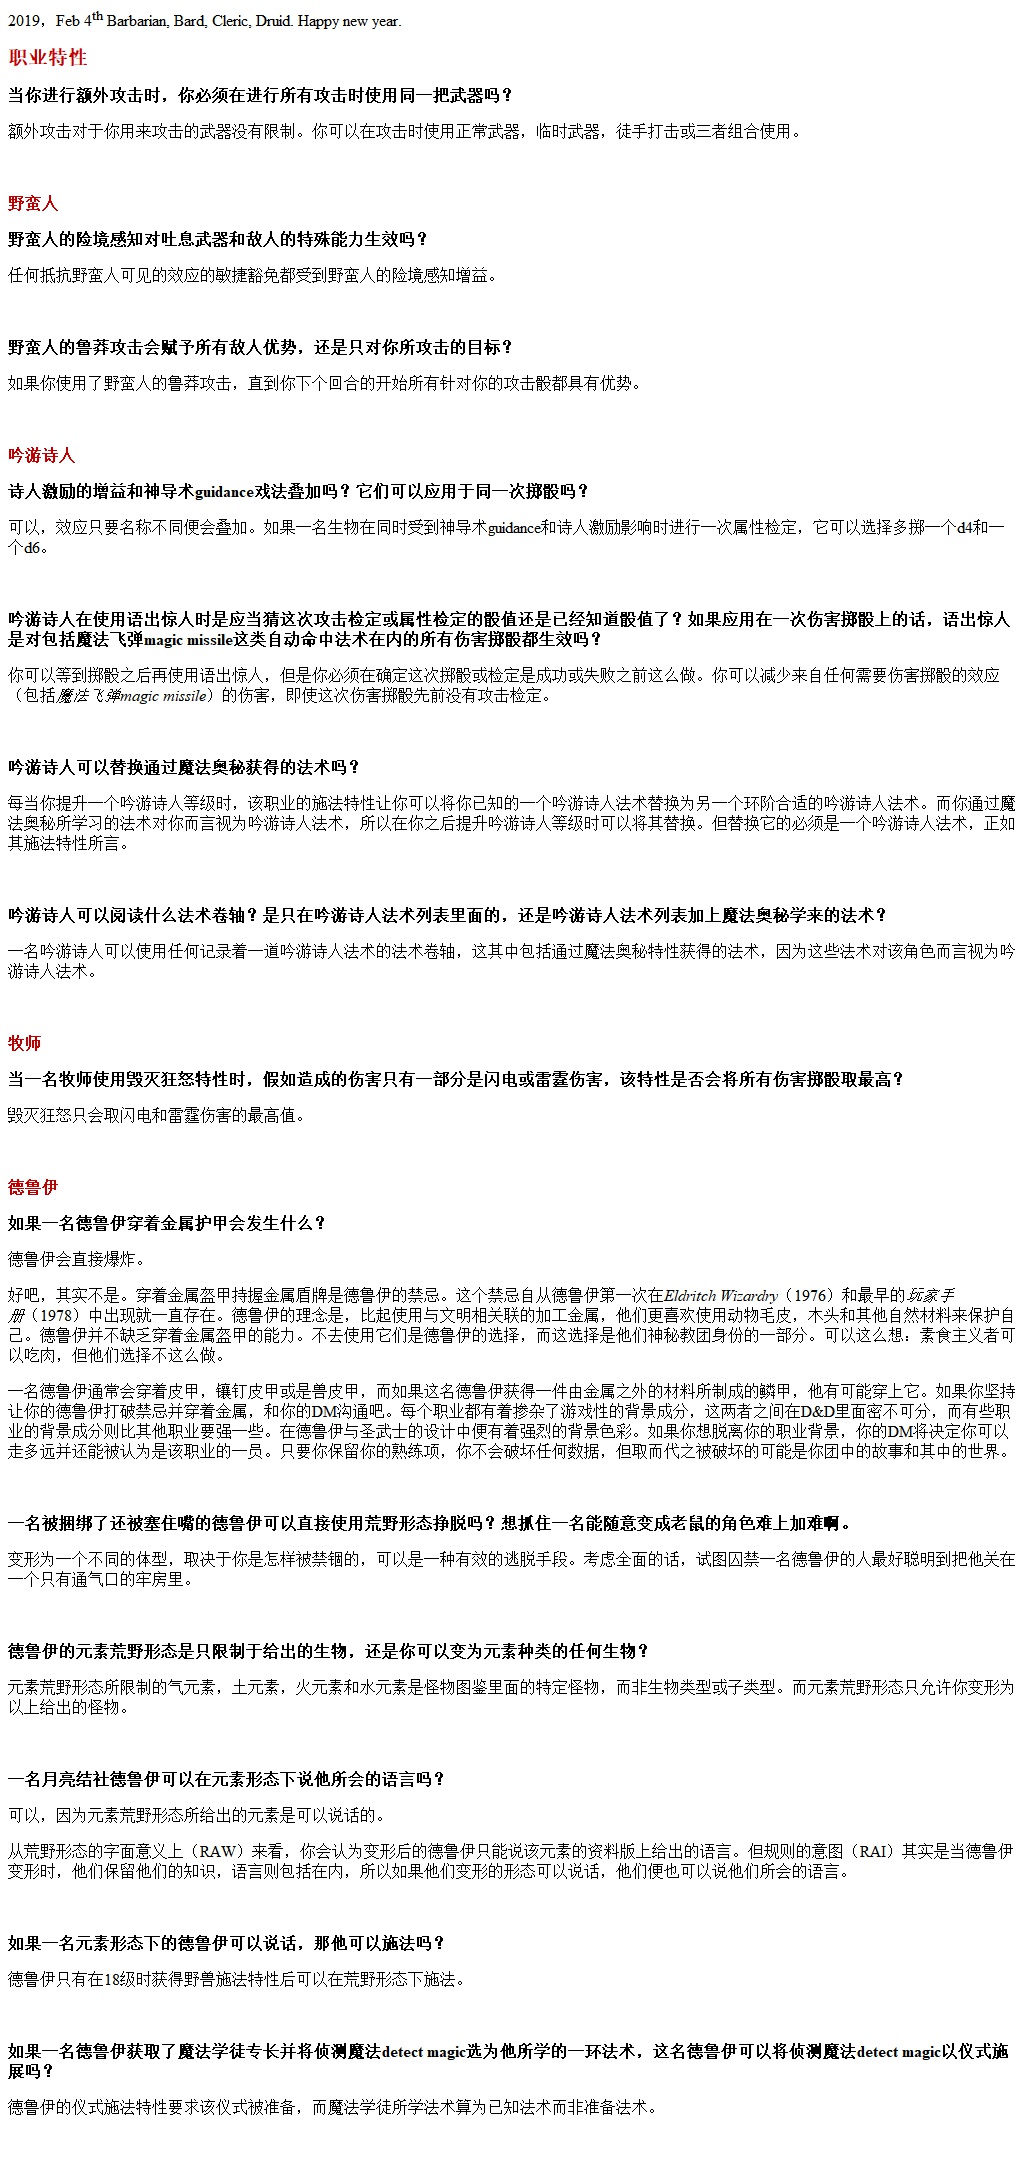 2019，Feb 4th Barbarian, Bard, Cleric, Druid. Happy new year.
职业特性
当你进行额外攻击时，你必须在进行所有攻击时使用同一把武器吗？
额外攻击对于你用来攻击的武器没有限制。你可以在攻击时使用正常武器，临时武器，徒手打击或三者组合使用。
野蛮人
野蛮人的险境感知对吐息武器和敌人的特殊能力生效吗？
任何抵抗野蛮人可见的效应的敏捷豁免都受到野蛮人的险境感知增益。
野蛮人的鲁莽攻击会赋予所有敌人优势，还是只对你所攻击的目标？
如果你使用了野蛮人的鲁莽攻击，直到你下个回合的开始所有针对你的攻击骰都具有优势。
吟游诗人
诗人激励的增益和神导术guidance戏法叠加吗？它们可以应用于同一次掷骰吗？
可以，效应只要名称不同便会叠加。如果一名生物在同时受到神导术guidance和诗人激励影响时进行一次属性检定，它可以选择多掷一个d4和一
个d6。
吟游诗人在使用语出惊人时是应当猜这次攻击检定或属性检定的骰值还是已经知道骰值了？如果应用在一次伤害掷骰上的话，语出惊人
是对包括魔法飞弹magic missile这类自动命中法术在内的所有伤害掷骰都生效吗？
你可以等到掷骰之后再使用语出惊人，但是你必须在确定这次掷骰或检定是成功或失败之前这么做。你可以减少来自任何需要伤害掷骰的效应
（包括魔法飞弹magic missile）的伤害，即使这次伤害掷骰先前没有攻击检定。
吟游诗人可以替换通过魔法奥秘获得的法术吗？
每当你提升一个吟游诗人等级时，该职业的施法特性让你可以将你已知的一个吟游诗人法术替换为另一个环阶合适的吟游诗人法术。而你通过魔
法奥秘所学习的法术对你而言视为吟游诗人法术，所以在你之后提升吟游诗人等级时可以将其替换。但替换它的必须是一个吟游诗人法术，正如
其施法特性所言。
吟游诗人可以阅读什么法术卷轴？是只在吟游诗人法术列表里面的，还是吟游诗人法术列表加上魔法奥秘学来的法术？
一名吟游诗人可以使用任何记录着一道吟游诗人法术的法术卷轴，这其中包括通过魔法奥秘特性获得的法术，因为这些法术对该角色而言视为吟
游诗人法术。
牧师
当一名牧师使用毁灭狂怒特性时，假如造成的伤害只有一部分是闪电或雷霆伤害，该特性是否会将所有伤害掷骰取最高？
毁灭狂怒只会取闪电和雷霆伤害的最高值。
德鲁伊
如果一名德鲁伊穿着金属护甲会发生什么？
德鲁伊会直接爆炸。
好吧，其实不是。穿着金属盔甲持握金属盾牌是德鲁伊的禁忌。这个禁忌自从德鲁伊第一次在Eldritch Wizardry（1976）和最早的玩家手
册（1978）中出现就一直存在。德鲁伊的理念是，比起使用与文明相关联的加工金属，他们更喜欢使用动物毛皮，木头和其他自然材料来保护自
己。德鲁伊并不缺乏穿着金属盔甲的能力。不去使用它们是德鲁伊的选择，而这选择是他们神秘教团身份的一部分。可以这么想：素食主义者可
以吃肉，但他们选择不这么做。
一名德鲁伊通常会穿着皮甲，镶钉皮甲或是兽皮甲，而如果这名德鲁伊获得一件由金属之外的材料所制成的鳞甲，他有可能穿上它。如果你坚持
让你的德鲁伊打破禁忌并穿着金属，和你的DM沟通吧。每个职业都有着掺杂了游戏性的背景成分，这两者之间在D&D里面密不可分，而有些职
业的背景成分则比其他职业要强一些。在德鲁伊与圣武士的设计中便有着强烈的背景色彩。如果你想脱离你的职业背景，你的DM将决定你可以
走多远并还能被认为是该职业的一员。只要你保留你的熟练项，你不会破坏任何数据，但取而代之被破坏的可能是你团中的故事和其中的世界。
一名被捆绑了还被塞住嘴的德鲁伊可以直接使用荒野形态挣脱吗？想抓住一名能随意变成老鼠的角色难上加难啊。
变形为一个不同的体型，取决于你是怎样被禁锢的，可以是一种有效的逃脱手段。考虑全面的话，试图囚禁一名德鲁伊的人最好聪明到把他关在
一个只有通气口的牢房里。
德鲁伊的元素荒野形态是只限制于给出的生物，还是你可以变为元素种类的任何生物？
元素荒野形态所限制的气元素，土元素，火元素和水元素是怪物图鉴里面的特定怪物，而非生物类型或子类型。而元素荒野形态只允许你变形为
以上给出的怪物。
一名月亮结社德鲁伊可以在元素形态下说他所会的语言吗？
可以，因为元素荒野形态所给出的元素是可以说话的。
从荒野形态的字面意义上（RAW）来看，你会认为变形后的德鲁伊只能说该元素的资料版上给出的语言。但规则的意图（RAI）其实是当德鲁伊
变形时，他们保留他们的知识，语言则包括在内，所以如果他们变形的形态可以说话，他们便也可以说他们所会的语言。
如果一名元素形态下的德鲁伊可以说话，那他可以施法吗？
德鲁伊只有在18级时获得野兽施法特性后可以在荒野形态下施法。
如果一名德鲁伊获取了魔法学徒专长并将侦测魔法detect magic选为他所学的一环法术，这名德鲁伊可以将侦测魔法detect magic以仪式施
展吗？
德鲁伊的仪式施法特性要求该仪式被准备，而魔法学徒所学法术算为已知法术而非准备法术。